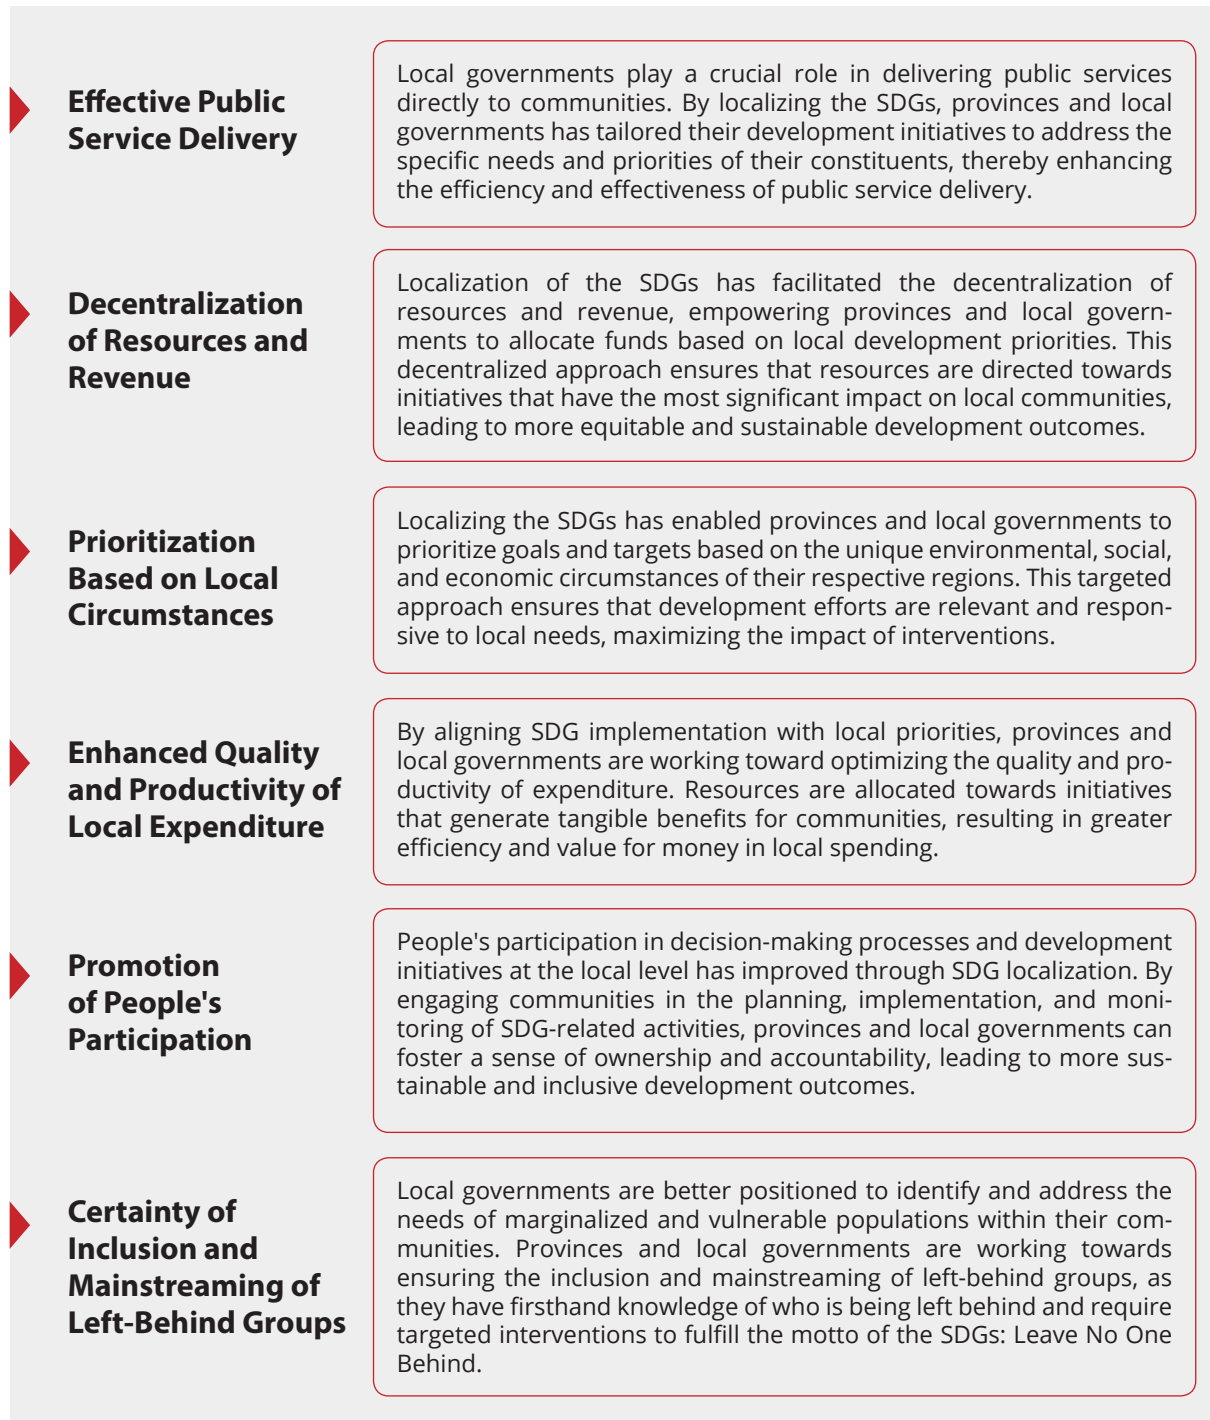 Effective Public
Service Delivery
Local governments play a crucial role in delivering public services
directly to communities. By localizing the SDGs, provinces and local
governments has tailored their development initiatives to address the
specific needs and priorities of their constituents, thereby enhancing
the efficiency and effectiveness of public service delivery.
Decentralization
of Resources and
Revenue
Localization of the SDGs has facilitated the decentralization of
resources and revenue, empowering provinces and local govern-
ments to allocate funds based on local development priorities. This
decentralized approach ensures that resources are directed towards
initiatives that have the most significant impact on local communities,
leading to more equitable and sustainable development outcomes.
Prioritization
Based on Local
Circumstances
Localizing the SDGs has enabled provinces and local governments to
prioritize goals and targets based on the unique environmental, social,
and economic circumstances of their respective regions. This targeted
approach ensures that development efforts are relevant and respon-
sive to local needs, maximizing the impact of interventions.
Enhanced Quality
and Productivity of
Local Expenditure
By aligning SDG implementation with local priorities, provinces and
local governments are working toward optimizing the quality and pro-
ductivity of expenditure. Resources are allocated towards initiatives
that generate tangible benefits for communities, resulting in greater
efficiency and value for money in local spending.
Promotion
of People's
Participation
People's participation in decision-making processes and development
initiatives at the local level has improved through SDG localization. By
engaging communities in the planning, implementation, and moni-
toring of SDG-related activities, provinces and local governments can
foster a sense of ownership and accountability, leading to more sus-
tainable and inclusive development outcomes.
Certainty of
Inclusion and
Mainstreaming of
Left-Behind Groups
Local governments are better positioned to identify and address the
needs of marginalized and vulnerable populations within their com-
munities. Provinces and local governments are working towards
ensuring the inclusion and mainstreaming of left-behind groups, as
they have firsthand knowledge of who is being left behind and require
targeted interventions to fulfill the motto of the SDGs: Leave No One
Behind.